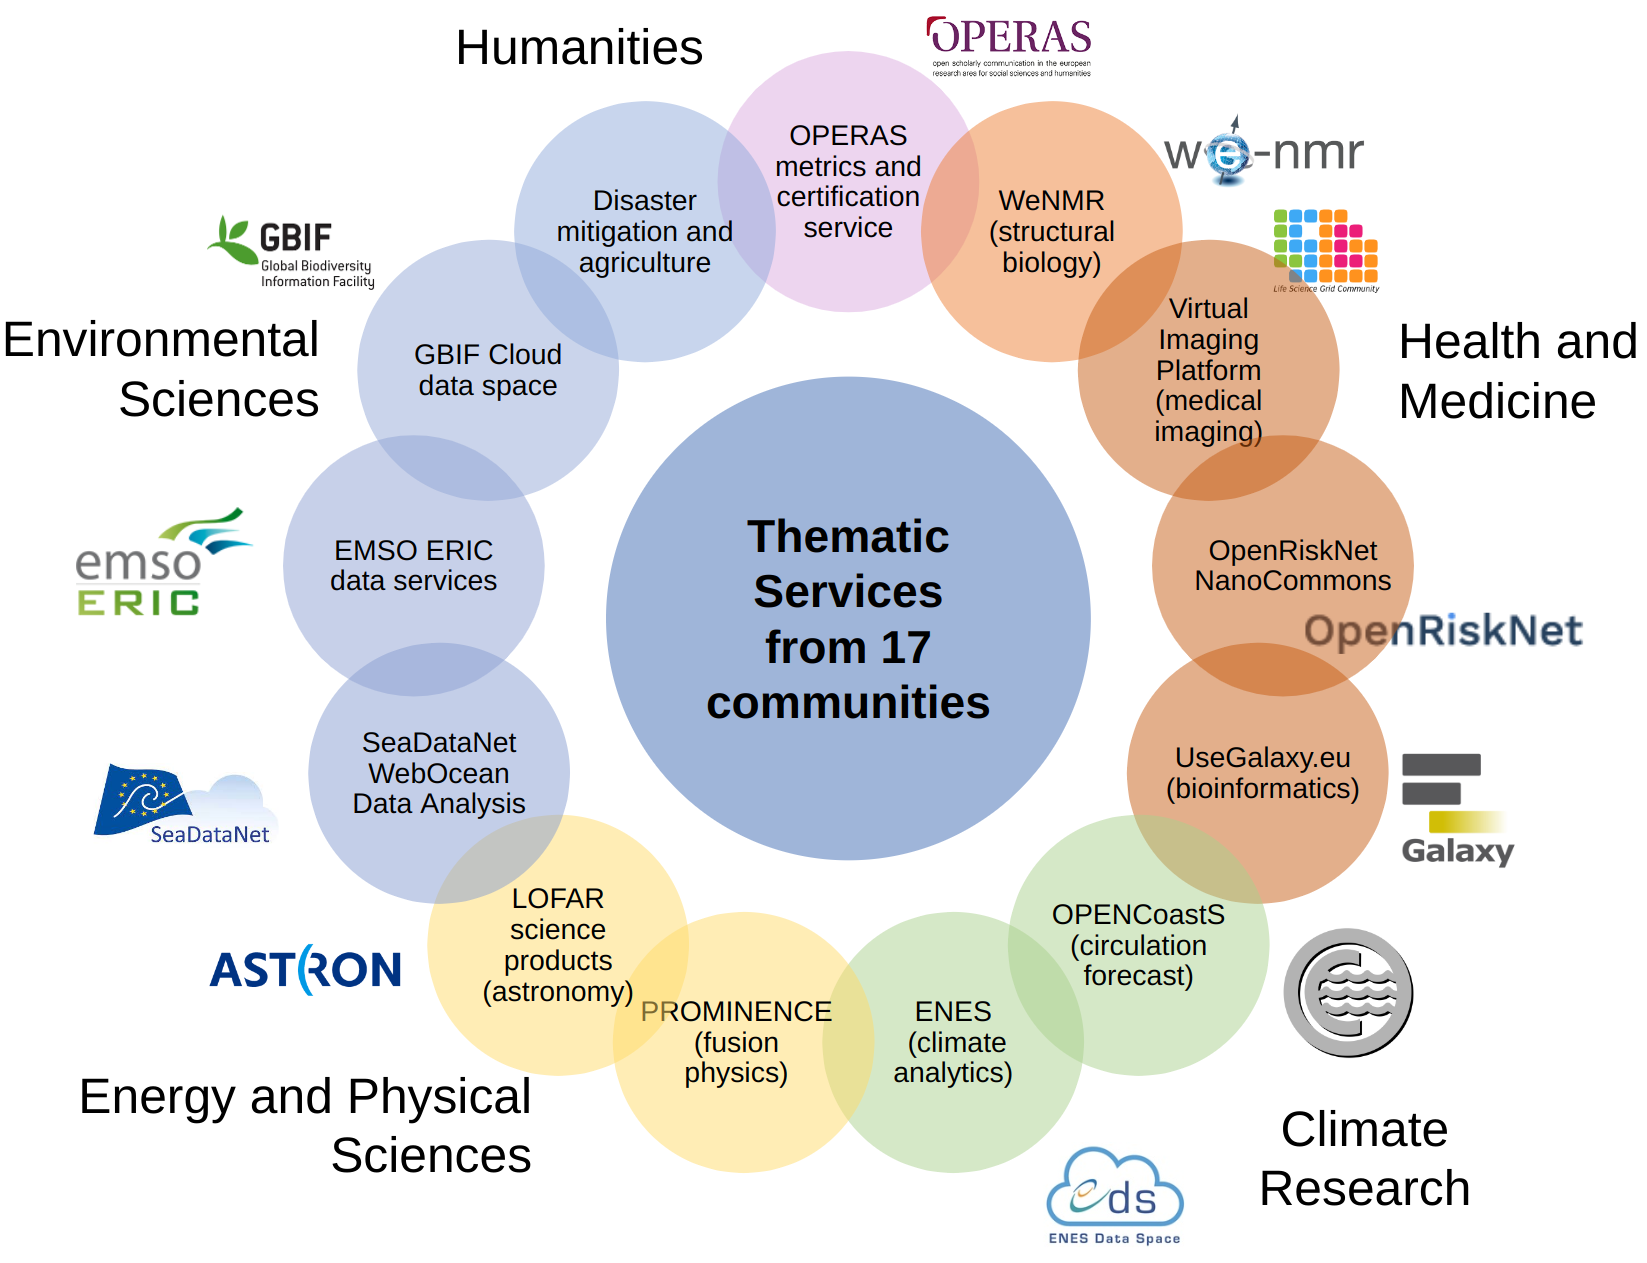 Humanities
OPERAS
open scholarly communication in the european
research area for social sciences and humanities
OPERAS
metrics and
certification
service
WeNMR
(structural
biology)
we-nmr
Life Science Grid Community
Virtual
Imaging
Platform
(medical
imaging)
Health and
Medicine
OpenRiskNet
NanoCommons
OpenRiskNet
UseGalaxy.eu
(bioinformatics)
Galaxy
OPENCoastS
(circulation
forecast)
Climate
Research
ENES
(climate
analytics)
eds
ENES Data Space
PROMINENCE
(fusion
physics)
LOFAR
science
products
(astronomy)
ASTRON
Energy and Physical
Sciences
SeaDataNet
WebOcean
Data Analysis
SeaDataNet
EMSO ERIC
data services
emso
ERIC
GBIF Cloud
data space
GBIF
Global Biodiversity
Information Facility
Environmental
Sciences
Disaster
mitigation and
agriculture
Thematic
Services
from 17
communities